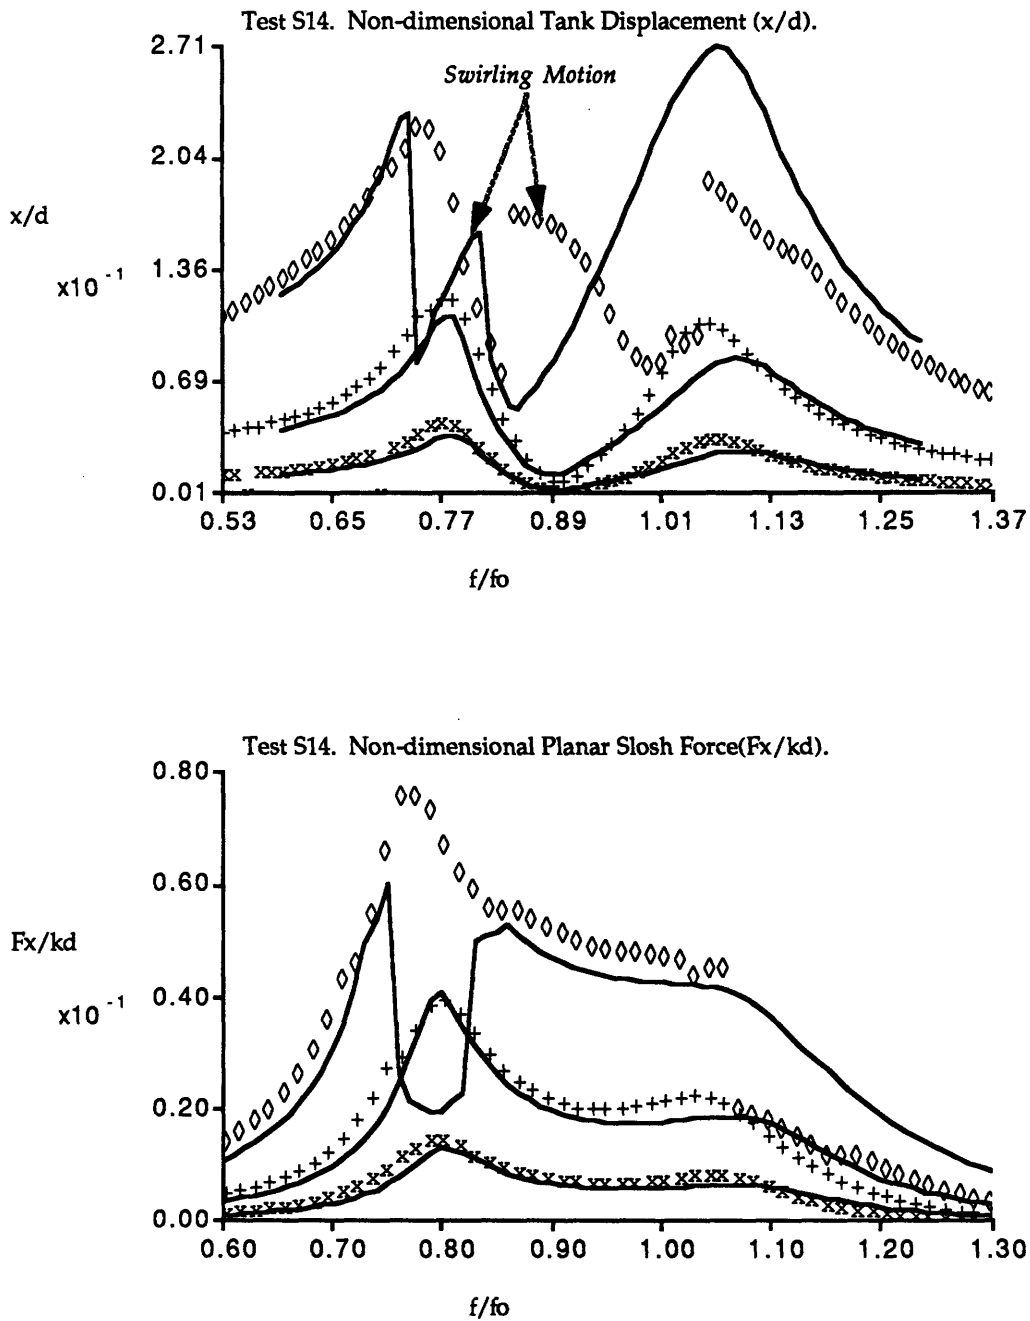 Test S14. Non-dimensional Tank Displacement (x/d).
2.71
Swirling Motion
2.04
x/d
1.36
x10 -1
0.69
0.01
0.53 0.65 0.77 0.89 1.01 1.13 1.25 1.37
f/fo
Test S14. Non-dimensional Planar Slosh Force(Fx/kd).
0.80
0.60
Fx/kd
0.40
x10 -1
0.20
0.00
0.60 0.70 0.80 0.90 1.00 1.10 1.20 1.30
f/fo